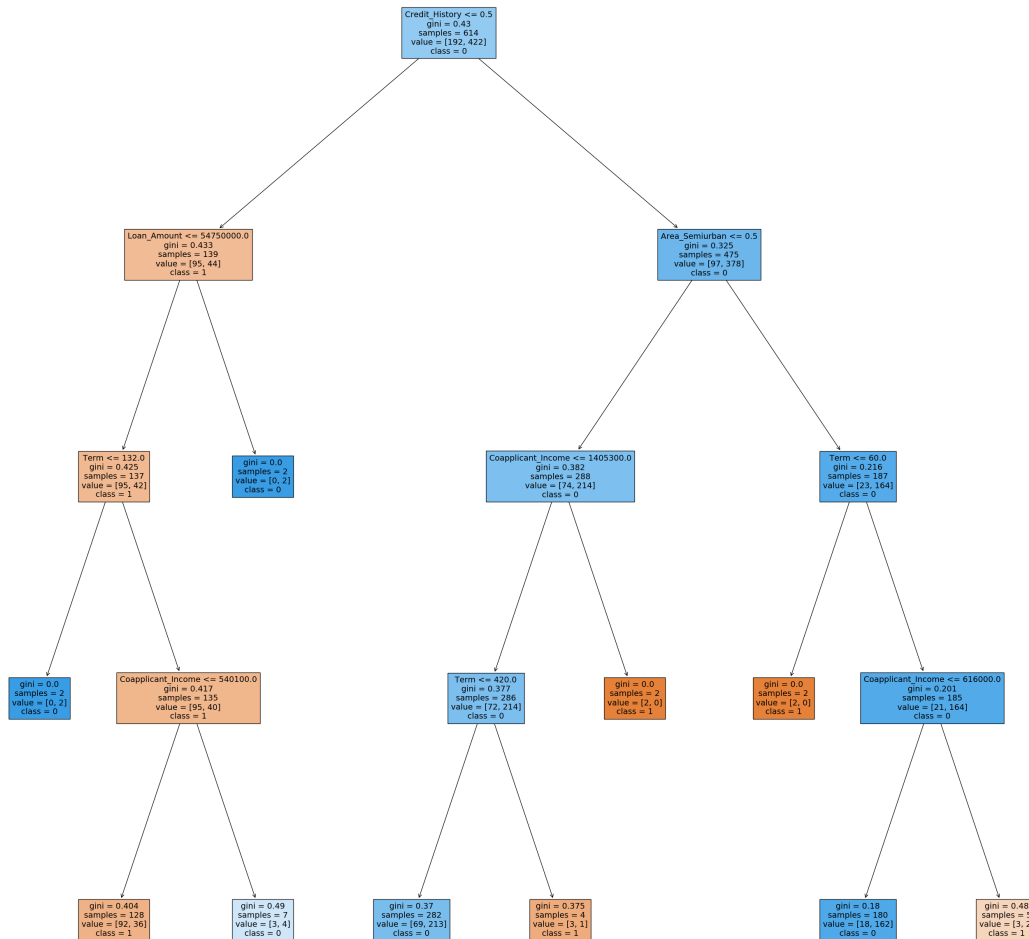 Credit_History <= 0.5
gini = 0.43
samples = 614
value = [192, 422]
class = 0
Loan_Amount <= 54750000.0
gini = 0.433
samples = 139
value = [95, 44]
class = 1
Area_Semiurban <= 0.5
gini = 0.325
samples = 475
value = [97, 378]
class = 0
Term <= 132.0
gini = 0.425
samples = 137
value = [95, 42]
class = 1
gini = 0.0
samples = 2
value = [0, 2]
class = 0
Coapplicant_Income <= 1405300.0
gini = 0.382
samples = 288
value = [74, 214]
class = 0
Term <= 60.0
gini = 0.216
samples = 187
value = [23, 164]
class = 0
gini = 0.0
samples = 2
value = [0, 2]
class = 0
Coapplicant_Income <= 540100.0
gini = 0.417
samples = 135
value = [95, 40]
class = 1
Term <= 420.0
gini = 0.377
samples = 286
value = [72, 214]
class = 0
gini = 0.0
samples = 2
value = [2, 0]
class = 1
gini = 0.0
samples = 2
value = [2, 0]
class = 1
Coapplicant_Income <= 616000.0
gini = 0.201
samples = 185
value = [21, 164]
class = 0
gini = 0.404
samples = 128
value = [92, 36]
class = 1
gini = 0.49
samples = 7
value = [3, 4]
class = 0
gini = 0.37
samples = 282
value = [69, 213]
class = 0
gini = 0.375
samples = 4
value = [3, 1]
class = 1
gini = 0.18
samples = 180
value = [18, 162]
class = 0
gini = 0.48
samples =
value = [3,
class = 1